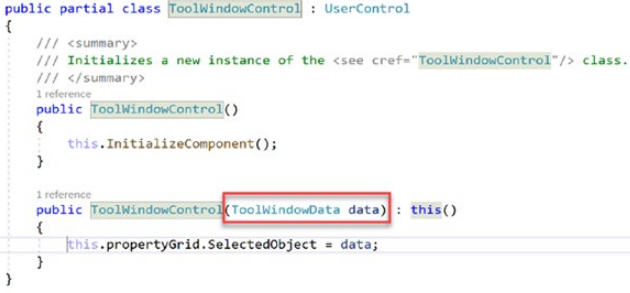 public partial class ToolWindowControl : UserControl
{
/// <summary>
/// Initializes a new instance of the <see cref="ToolWindowControl"/> class.
/// </summary>
1 reference
public ToolWindowControl()
{
this.InitializeComponent();
}
1 reference
public ToolWindowControl(ToolWindowData data) : this()
{
this.propertyGrid.SelectedObject = data;
}
}